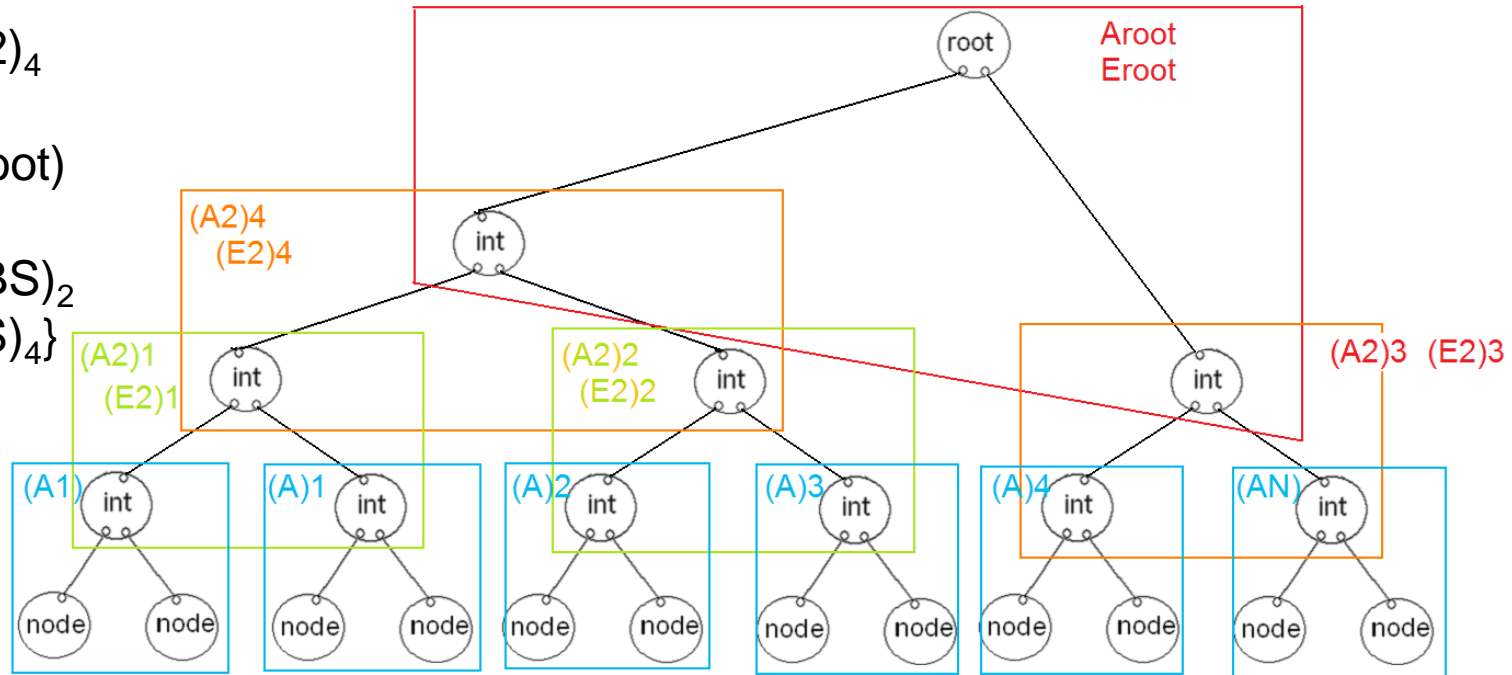 2)₄
root
Aroot
Eroot
oot)
(A2)4
(E2)4
int
BS)₂
S)₄}
(A2)1
(E2)1
int
(A2)2
(E2)2
int
int
(A2)3 (E2)3
(A1)
int
(A)1
int
(A)2
int
(A)3
int
(A)4
int
(AN)
int
node
node
node
node
node
node
node
node
node
node
node
node